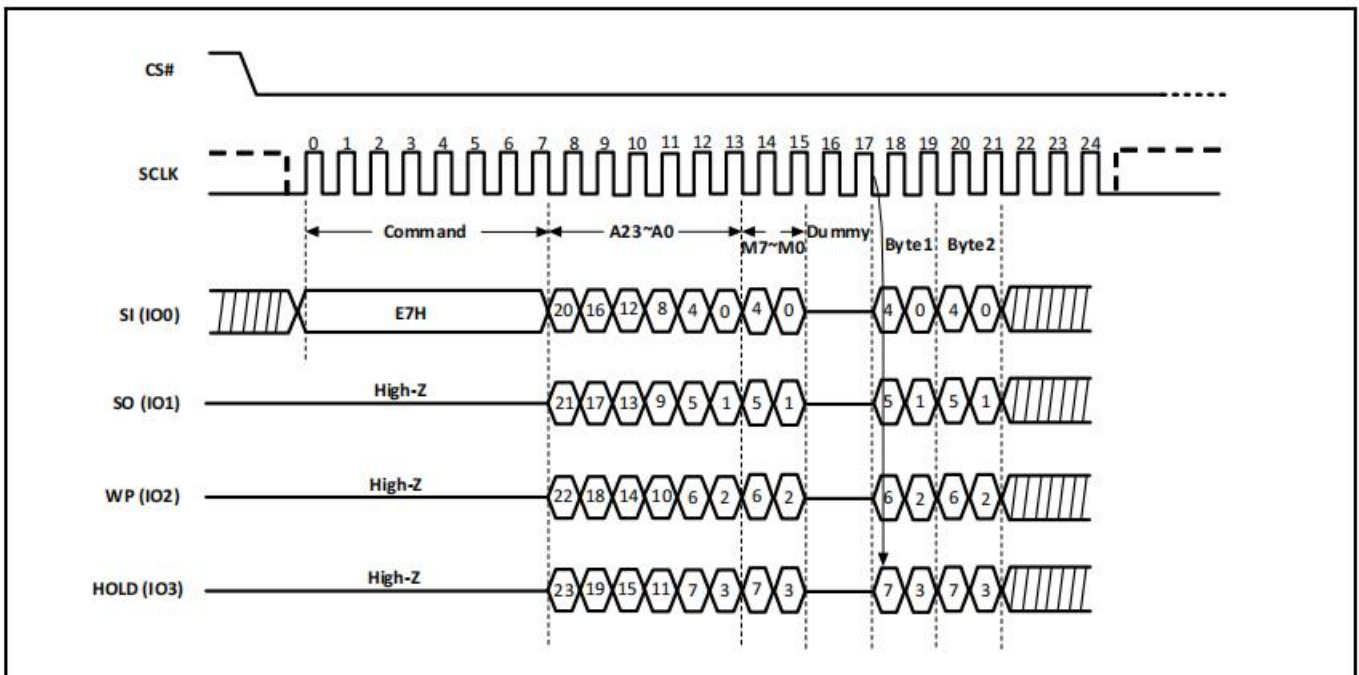 CS#
0 1 2 3 4 5 6 7 8 9 10 11 12 13 14 15 16 17 18 19 20 21 22 23 24
SCLK
Command A23~A0 M7~M0 Dummy Byte1 Byte2
SI (IO0) E7H 20 16 12 8 4 0 4 0 4 0 4 0
High-Z
SO (IO1) 21 17 13 9 5 1 5 1 5 1 5 1
High-Z
WP (IO2) 22 18 14 10 6 2 6 2 6 2 6 2
High-Z
HOLD (IO3) 23 19 15 11 7 3 7 3 7 3 7 3